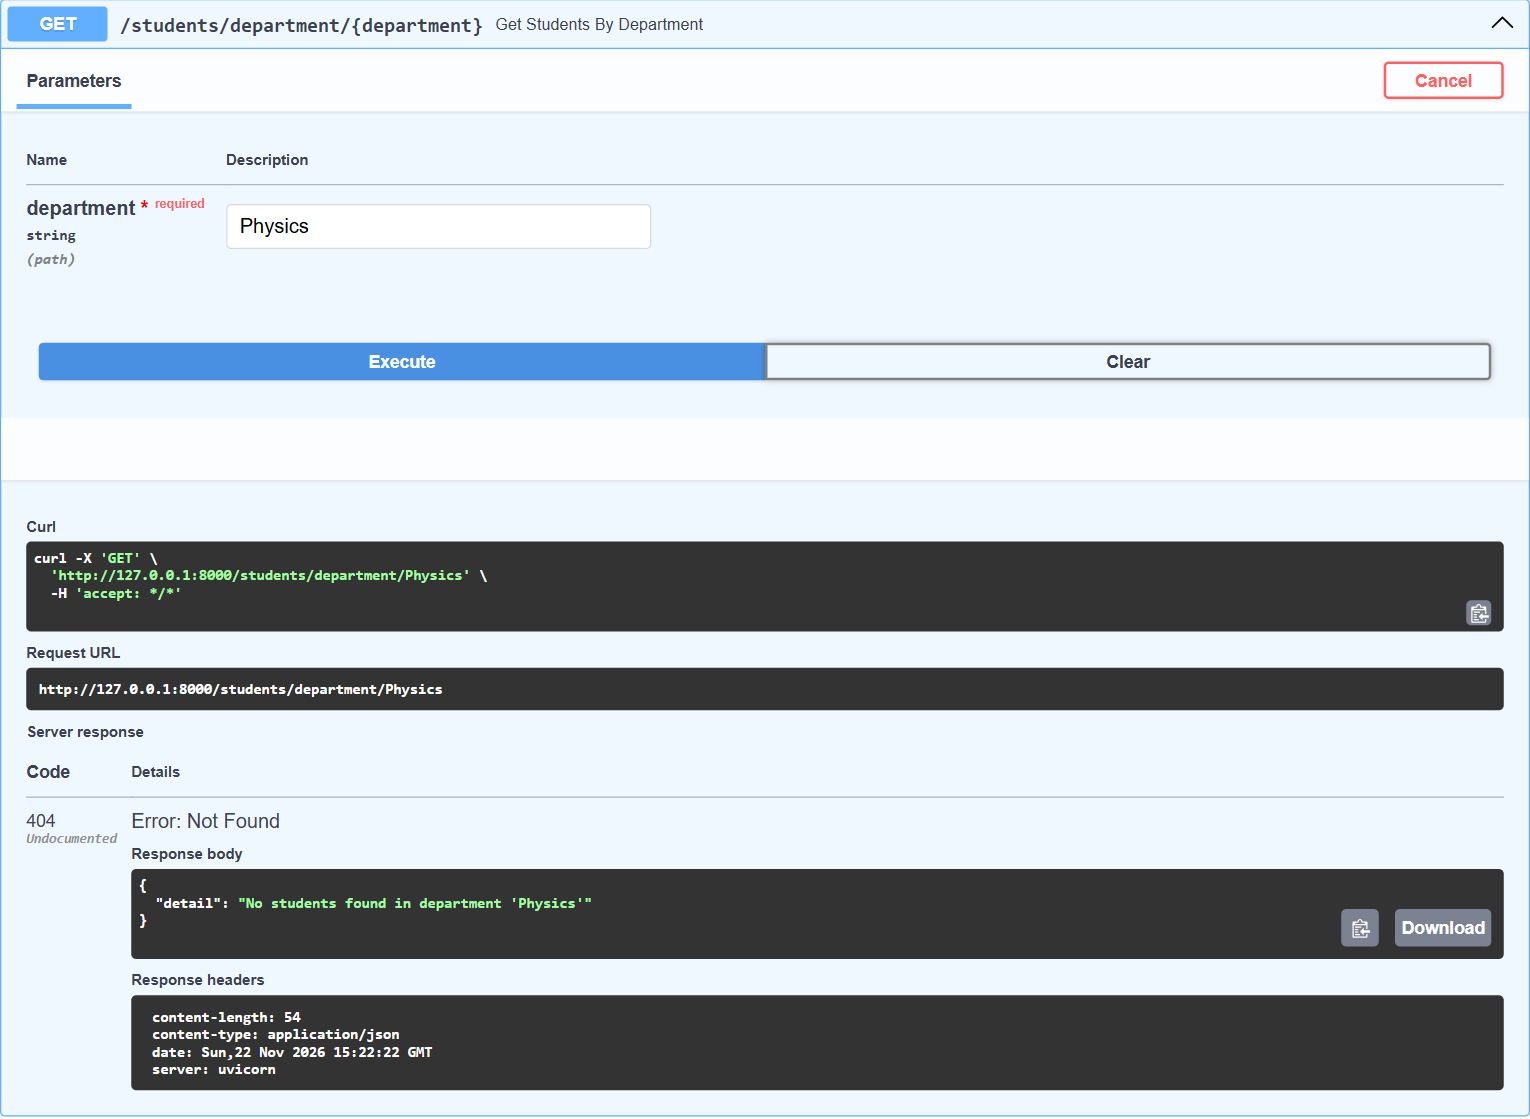 GET /students/department/{department} Get Students By Department
Parameters
Cancel
Name Description
department * required
string
(path)
Physics
Execute
Clear
Curl
curl -X 'GET' \
  'http://127.0.0.1:8000/students/department/Physics' \
  -H 'accept: */*'
Request URL
http://127.0.0.1:8000/students/department/Physics
Server response
Code Details
404
Undocumented
Error: Not Found
Response body
{
  "detail": "No students found in department 'Physics'"
}
Download
Response headers
content-length: 54
content-type: application/json
date: Sun,22 Nov 2026 15:22:22 GMT
server: uvicorn